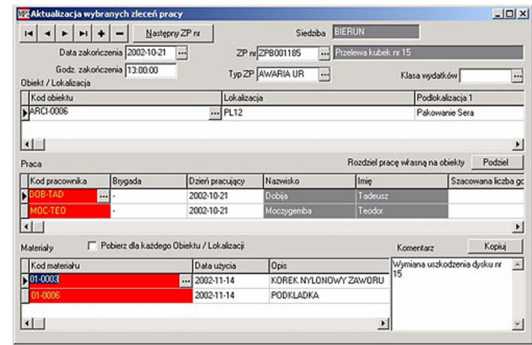 MP2 Aktualizacja wybranych zleceń pracy
Następny ZP nr
Siedziba BIERUN
Data zakończenia 2002-10-21 ... ZP nr ZP8001185 ... Przelewa kubek nr 15
Godz. zakończenia 13:00:00 Typ ZP AWARIA UR ... Klasa wydatków ...
Obiekt / Lokalizacja
Kod obiektu Lokalizacja Podlokalizacja 1
ARCI-0006 ... PL12 Pakowanie Sera
Praca Rozdziel pracę własną na obiekty Podziel
Kod pracownika Brygada Dzień pracujący Nazwisko Imię Szacowana liczba go
DOB-TAD ... - 2002-10-21 Dobija Tadeusz
MOC-TEO - 2002-10-21 Moczygemba Teodor
Materiały Pobierz dla każdego Obiektu / Lokalizacji Komentarz Kopiuj
Kod materiału Data użycia Opis
01-0003 ... 2002-11-14 KOREK NYLONOWY ZAWORU
01-0006 2002-11-14 PODKLADKA
Wymiana uszkodzenia dysku nr
15